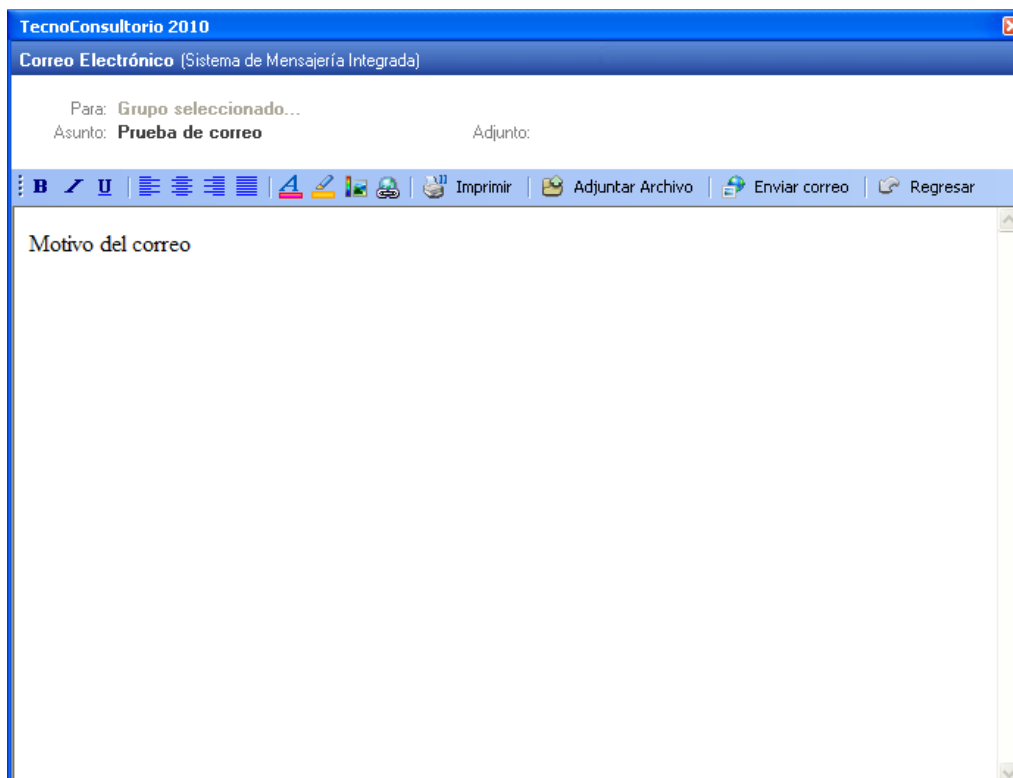 TecnoConsultorio 2010
Correo Electrónico (Sistema de Mensajería Integrada)
Para: Grupo seleccionado...
Asunto: Prueba de correo Adjunto:
B I U A Imprimir Adjuntar Archivo Enviar correo Regresar
Motivo del correo